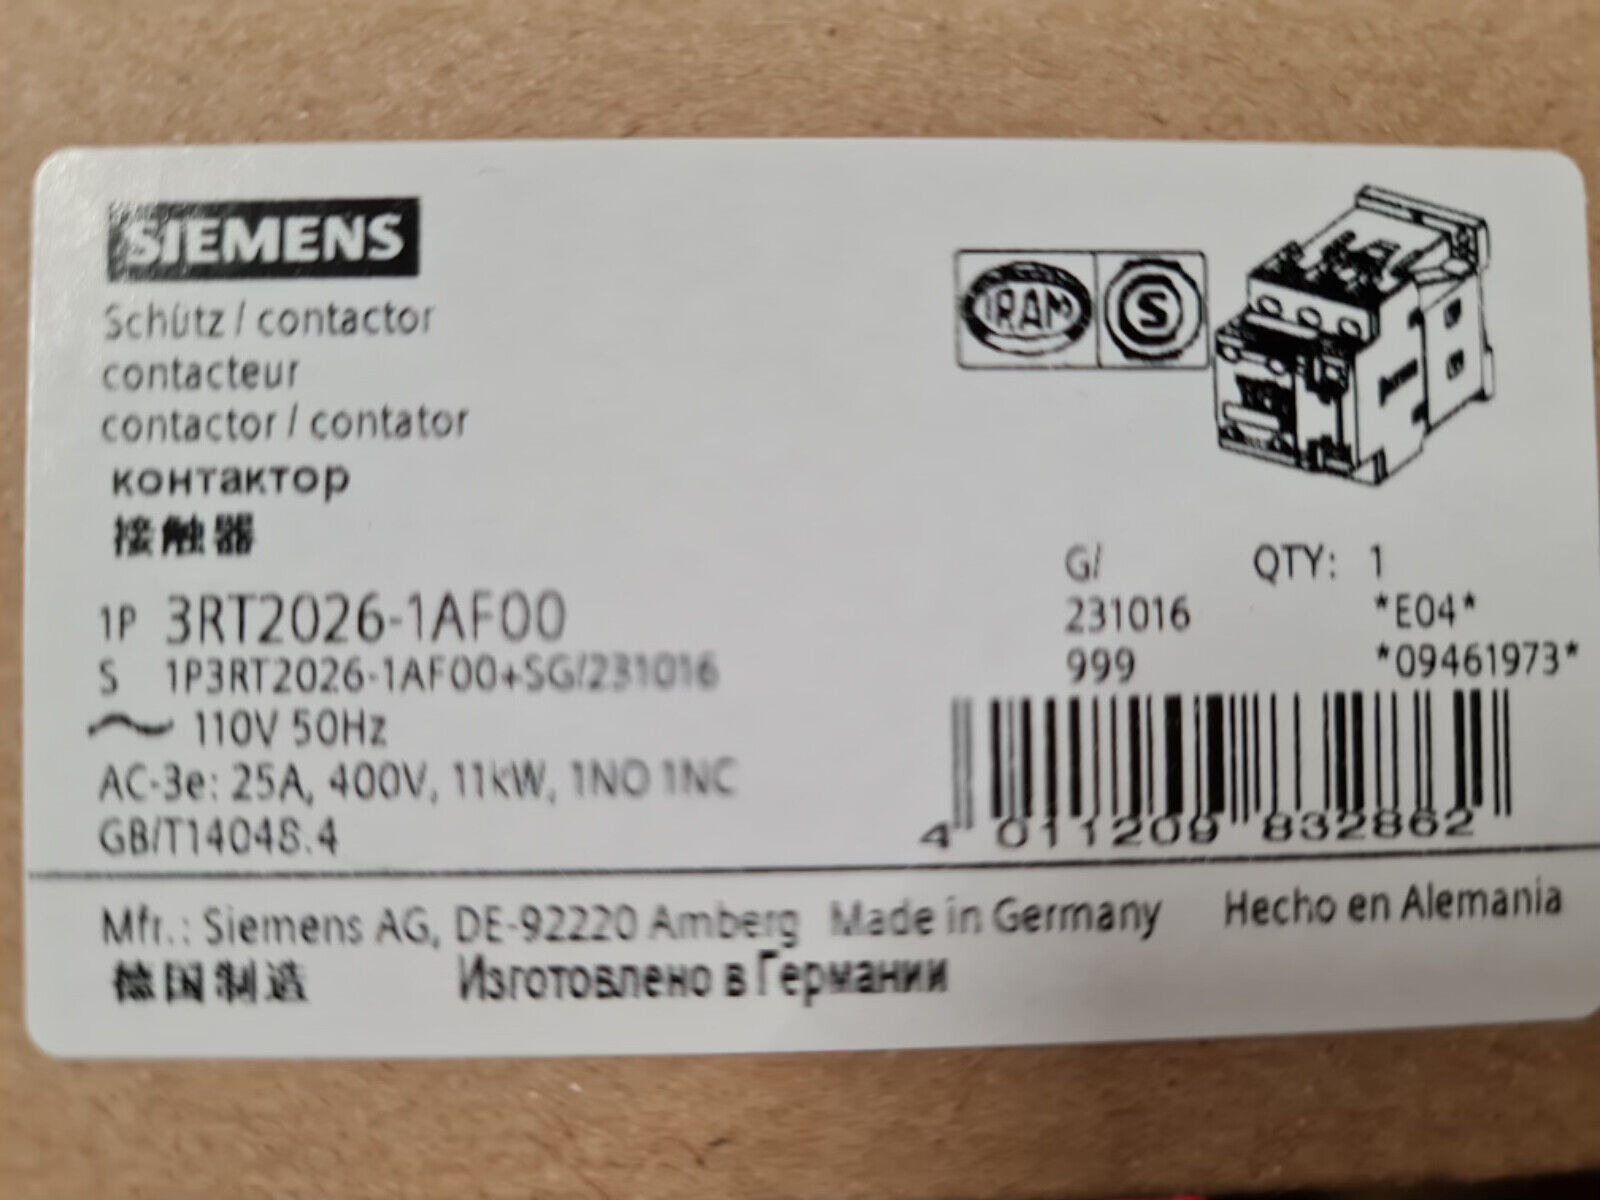 SIEMENS
Schütz / contactor
contacteur
contactor / contator
контактор
接触器
IRAM S
G/ QTY: 1
1P 3RT2026-1AF00
231016 *E04*
S 1P3RT2026-1AF00+SG/231016
999 *09461973*
110V 50Hz
AC-3e: 25A, 400V, 11kW, 1NO 1NC
GB/T14048.4
4 011209 832862
Mfr.: Siemens AG, DE-92220 Amberg Made in Germany Hecho en Alemania
德国制造 Изготовлено в Германии